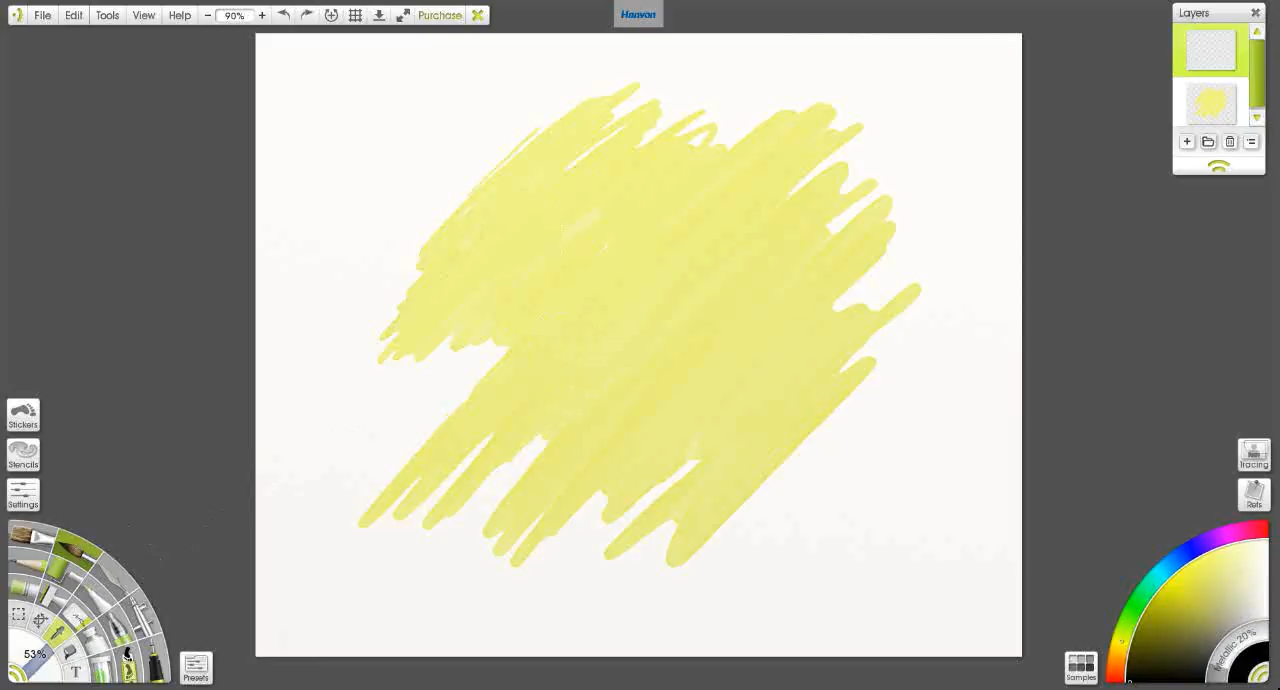 File Edit Tools View Help 90% Purchase
Hanvon
Layers
Stickers
Stencils
Settings
53%
T
Presets
Tracing
Refs
Metallic 20%
Samples